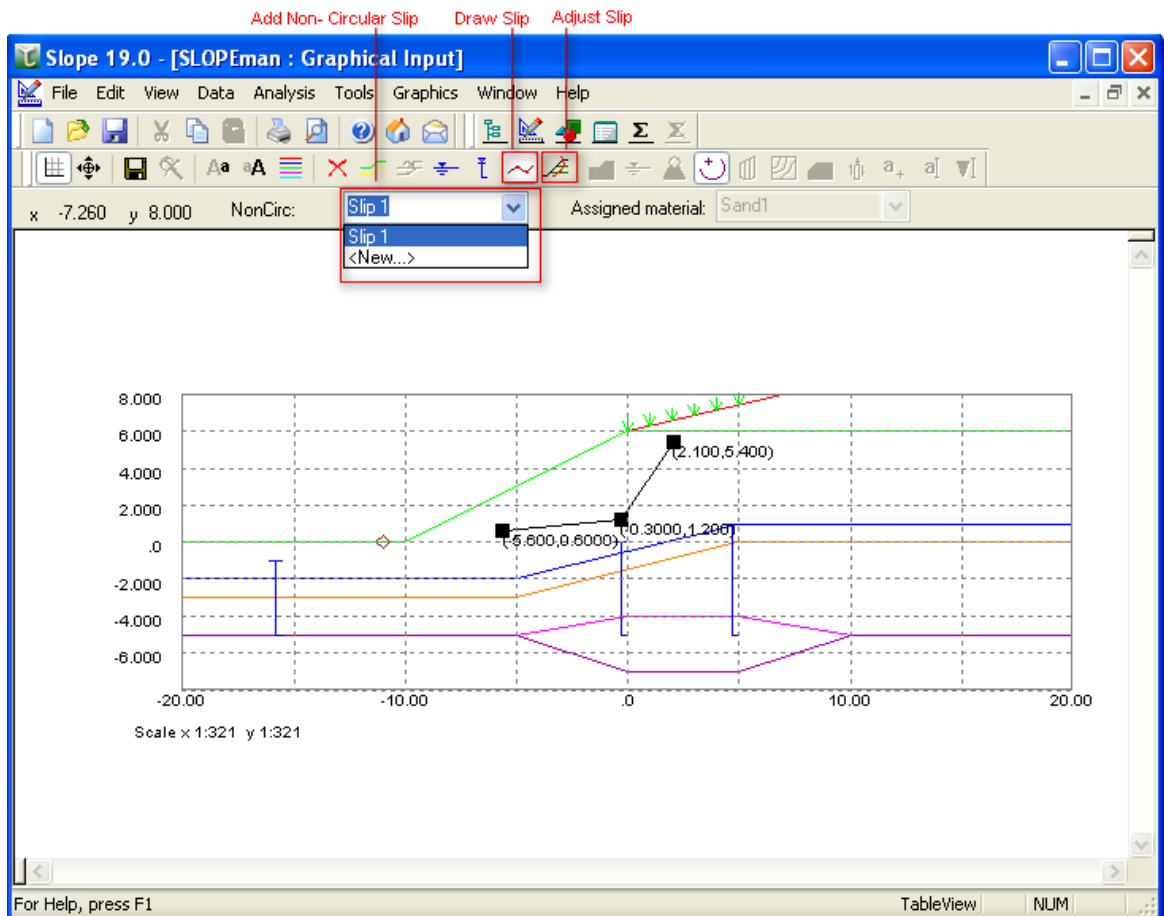 Add Non- Circular Slip Draw Slip Adjust Slip
Slope 19.0 - [SLOPEman : Graphical Input]
File Edit View Data Analysis Tools Graphics Window Help
Aa aA a+ a
x -7.260 y 8.000 NonCirc: Slip 1 Assigned material: Sand1
Slip 1
<New...>
8.000
6.000
(2.100,5.400)
4.000
2.000
(-0.3000,1.200)
(-5.600,0.6000)
.0
-2.000
-4.000
-6.000
-20.00 -10.00 .0 10.00 20.00
Scale x 1:321 y 1:321
For Help, press F1 TableView NUM